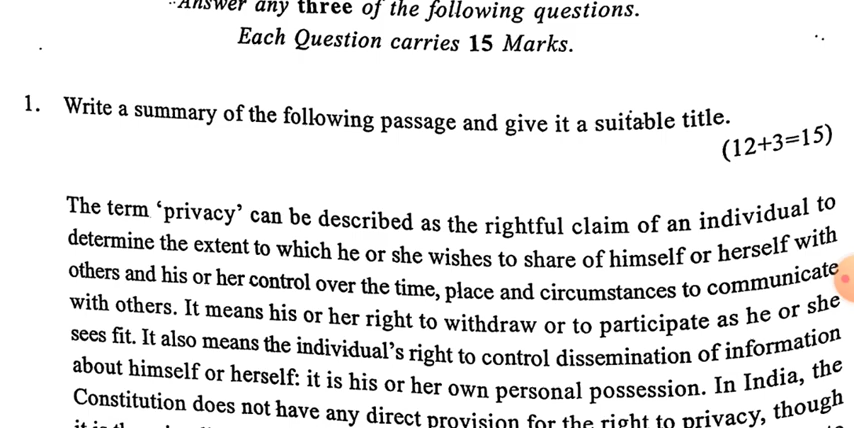 Answer any three of the following questions.
Each Question carries 15 Marks.
1. Write a summary of the following passage and give it a suitable title.
(12+3=15)
The term ‘privacy’ can be described as the rightful claim of an individual to
determine the extent to which he or she wishes to share of himself or herself with
others and his or her control over the time, place and circumstances to communicate
with others. It means his or her right to withdraw or to participate as he or she
sees fit. It also means the individual’s right to control dissemination of information
about himself or herself: it is his or her own personal possession. In India, the
Constitution does not have any direct provision for the right to privacy, though